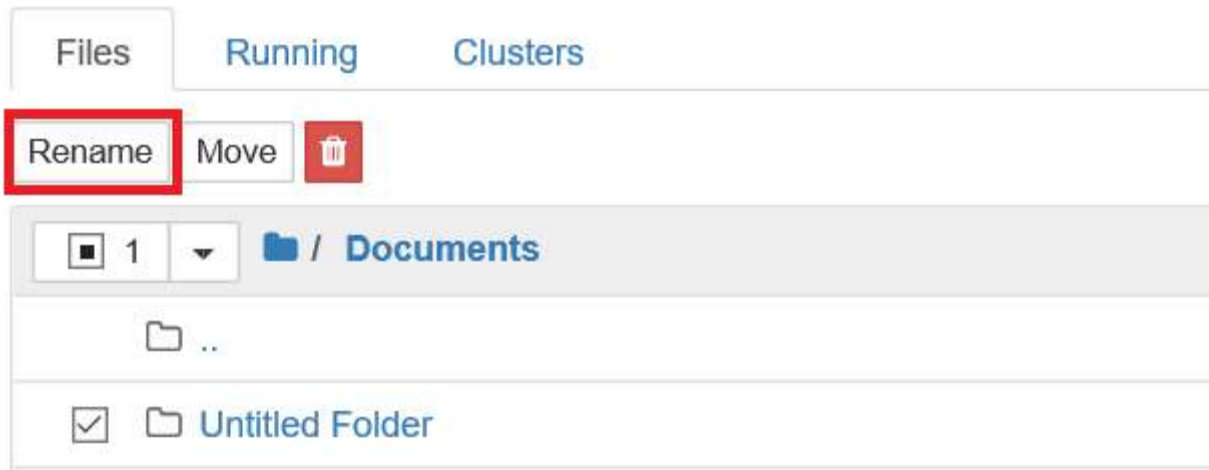 Files Running Clusters
Rename Move
1 / Documents
..
Untitled Folder